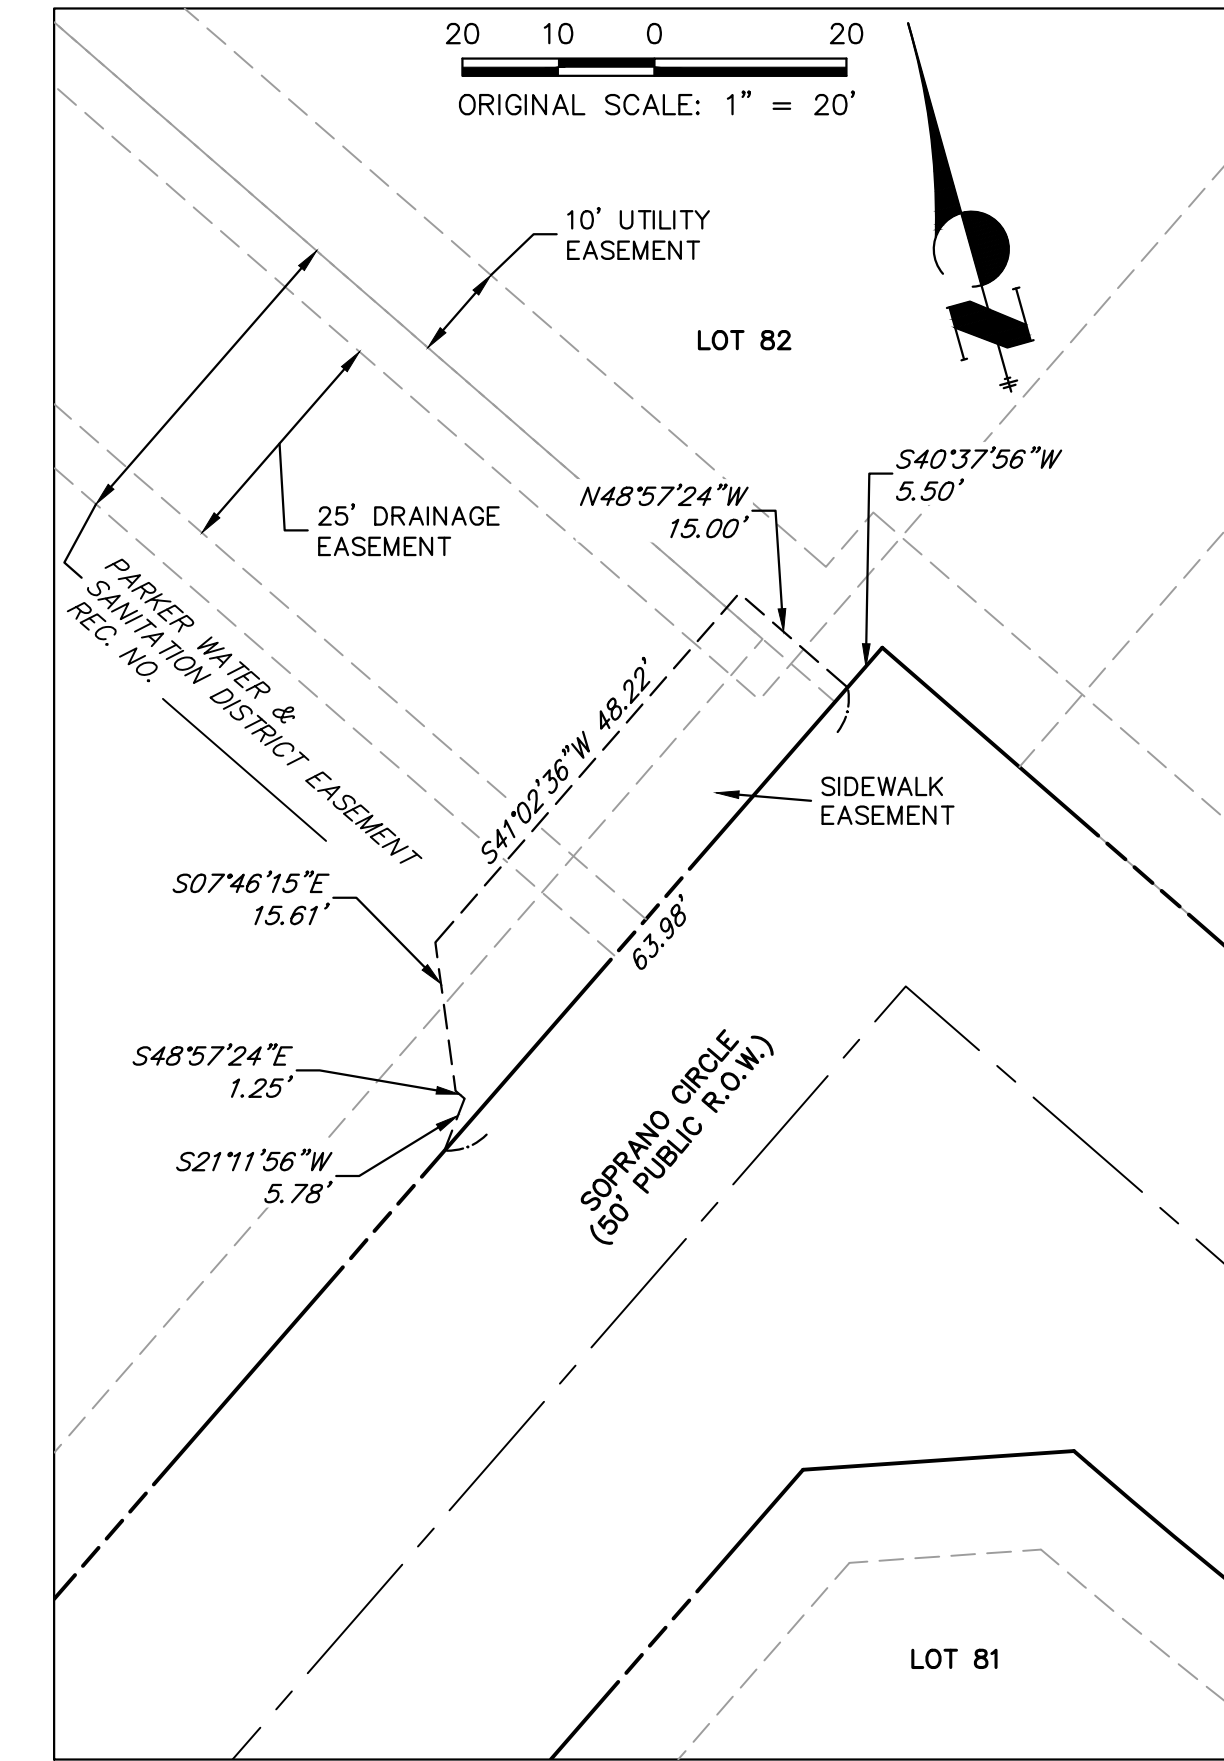 20 10 0 20
ORIGINAL SCALE: 1” = 20’
10’ UTILITY
EASEMENT
LOT 82
S40°37’56”W
5.50’
N48°57’24”W
15.00’
25’ DRAINAGE
EASEMENT
PARKER WATER &
SANITATION DISTRICT EASEMENT
REC. NO.
S41°02’36”W 48.22’
SIDEWALK
EASEMENT
S07°46’15”E
15.61’
63.98’
S48°57’24”E
1.25’
SOPRANO CIRCLE
(50’ PUBLIC R.O.W.)
S21°11’56”W
5.78’
LOT 81
N